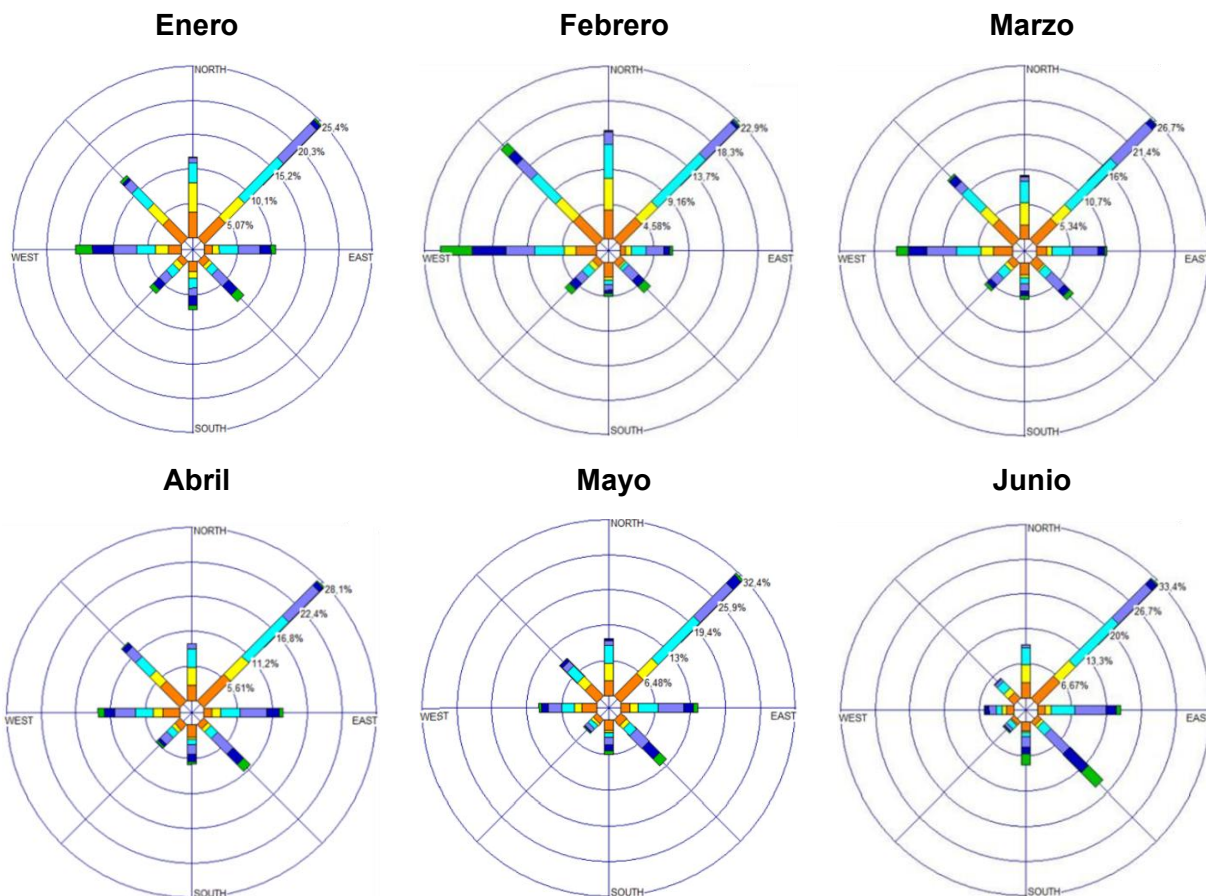 Enero
NORTH
25,4%
20,3%
15,2%
10,1%
5,07%
WEST
EAST
SOUTH
Febrero
NORTH
22,9%
18,3%
13,7%
9,16%
4,58%
WEST
EAST
SOUTH
Marzo
NORTH
26,7%
21,4%
16%
10,7%
5,34%
WEST
EAST
SOUTH
Abril
NORTH
28,1%
22,4%
16,8%
11,2%
5,61%
WEST
EAST
SOUTH
Mayo
NORTH
32,4%
25,9%
19,4%
13%
6,48%
WEST
EAST
SOUTH
Junio
NORTH
33,4%
26,7%
20%
13,3%
6,67%
WEST
EAST
SOUTH